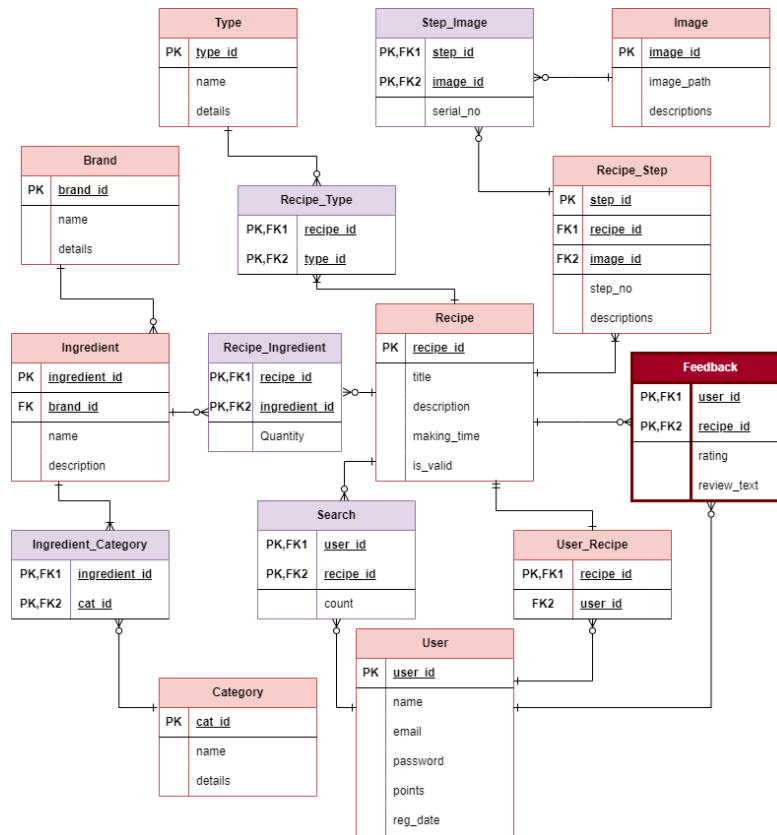 Type
PK type_id
name
details
Step_Image
PK,FK1 step_id
PK,FK2 image_id
serial_no
Image
PK image_id
image_path
descriptions
Brand
PK brand_id
name
details
Recipe_Type
PK,FK1 recipe_id
PK,FK2 type_id
Recipe_Step
PK step_id
FK1 recipe_id
FK2 image_id
step_no
descriptions
Ingredient
PK ingredient_id
FK brand_id
name
description
Recipe_Ingredient
PK,FK1 recipe_id
PK,FK2 ingredient_id
Quantity
Recipe
PK recipe_id
title
description
making_time
is_valid
Feedback
PK,FK1 user_id
PK,FK2 recipe_id
rating
review_text
Ingredient_Category
PK,FK1 ingredient_id
PK,FK2 cat_id
Search
PK,FK1 user_id
PK,FK2 recipe_id
count
User_Recipe
PK,FK1 recipe_id
FK2 user_id
Category
PK cat_id
name
details
User
PK user_id
name
email
password
points
reg_date